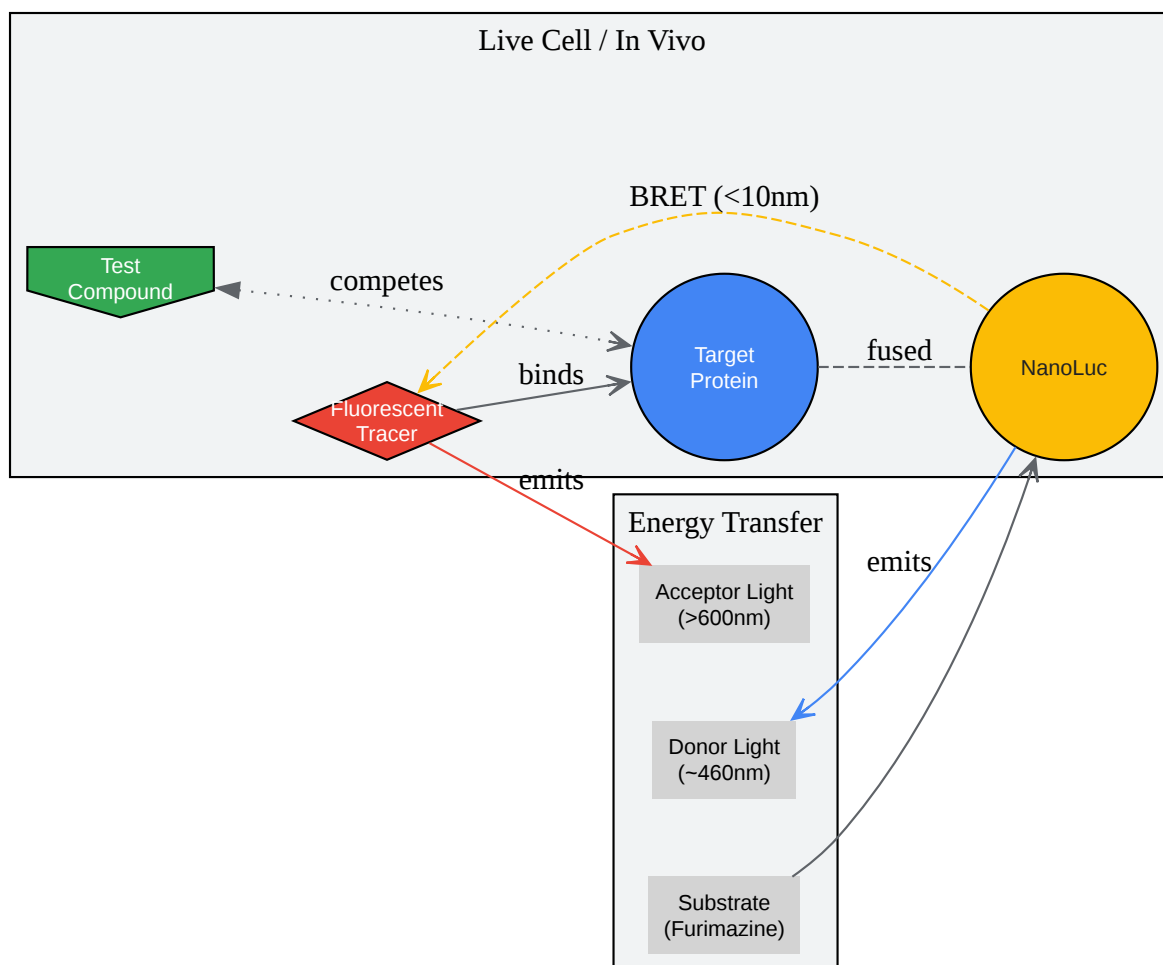 Live Cell / In Vivo
BRET (<10nm)
Test
Compound
competes
Target
Protein
fused
NanoLuc
binds
Fluorescent
Tracer
emits
Energy Transfer
emits
Acceptor Light
(>600nm)
Donor Light
(~460nm)
Substrate
(Furimazine)